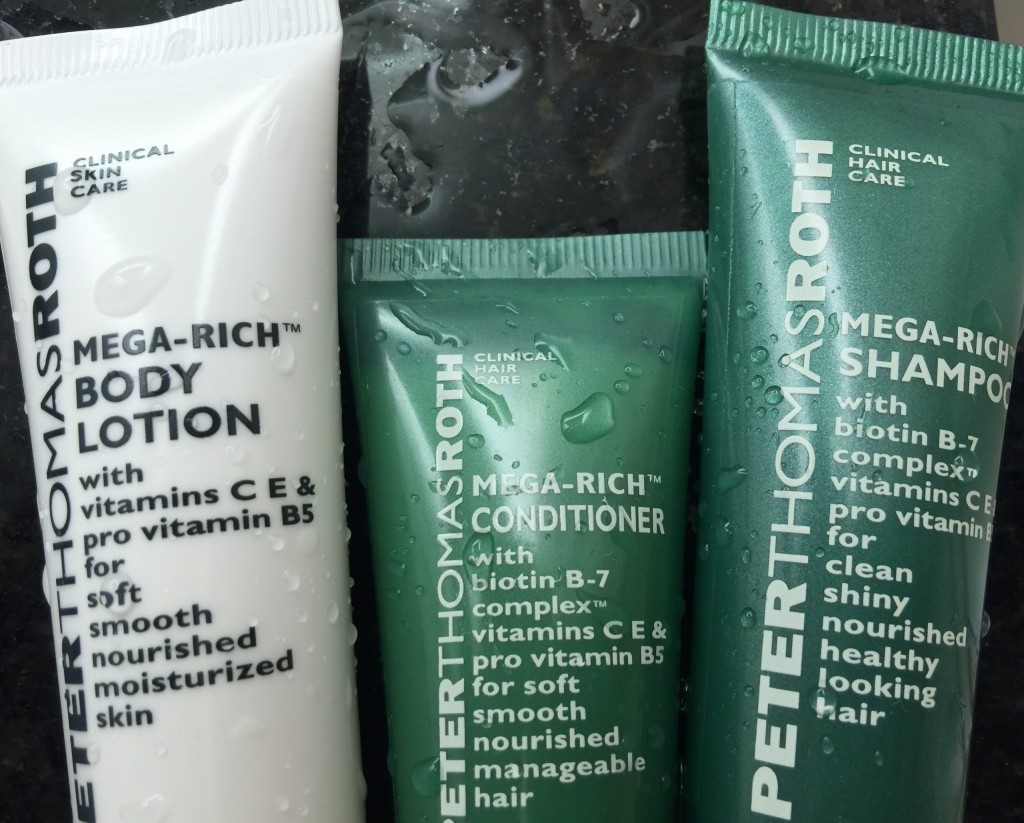 PETERTHOMASROTH
CLINICAL
SKIN
CARE
MEGA-RICH™
BODY
LOTION
with
vitamins C E &
pro vitamin B5
for
soft
smooth
nourished
moisturized
skin
PETERTHOMASROTH
CLINICAL
HAIR
CARE
MEGA-RICH™
CONDITIONER
with
biotin B-7
complex™
vitamins C E &
pro vitamin B5
for soft
smooth
nourished
manageable
hair
PETERTHOMASROTH
CLINICAL
HAIR
CARE
MEGA-RICH™
SHAMPOO
with
biotin B-7
complex™
vitamins C E
pro vitamin B
for
clean
shiny
nourished
healthy
looking
hair